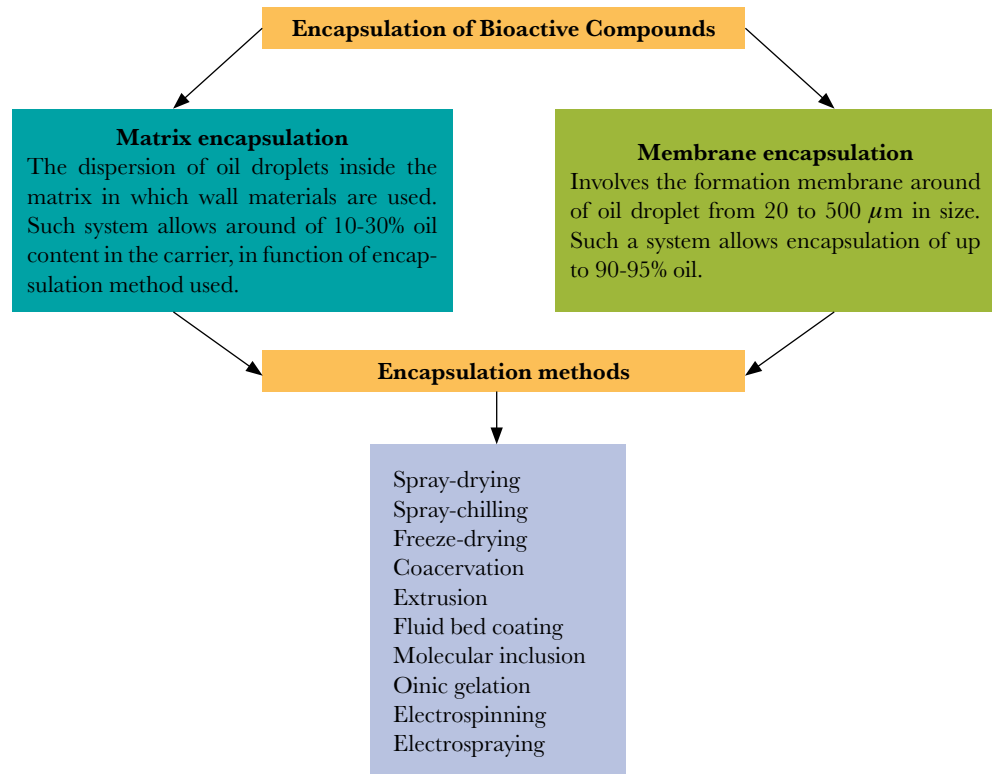 Encapsulation of Bioactive Compounds
Matrix encapsulation
The dispersion of oil droplets inside the
matrix in which wall materials are used.
Such system allows around of 10-30% oil
content in the carrier, in function of encap-
sulation method used.
Membrane encapsulation
Involves the formation membrane around
of oil droplet from 20 to 500 μm in size.
Such a system allows encapsulation of up
to 90-95% oil.
Encapsulation methods
Spray-drying
Spray-chilling
Freeze-drying
Coacervation
Extrusion
Fluid bed coating
Molecular inclusion
Oinic gelation
Electrospinning
Electrospraying